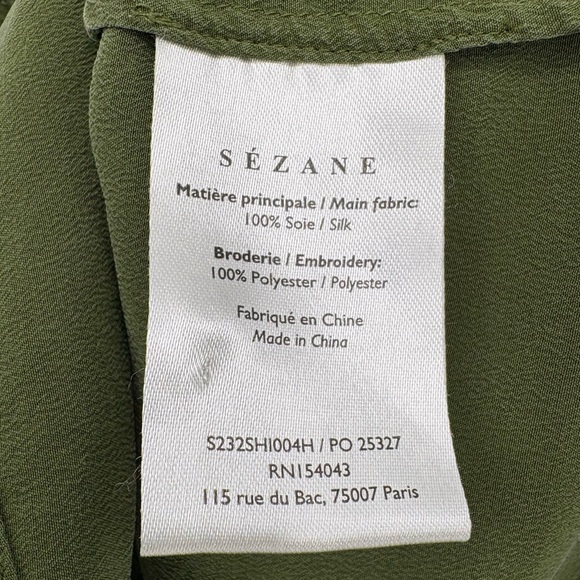 SÉZANE
Matière principale / Main fabric:
100% Soie / Silk
Broderie / Embroidery:
100% Polyester / Polyester
Fabriqué en Chine
Made in China
S232SHI004H / PO 25327
RN154043
115 rue du Bac, 75007 Paris